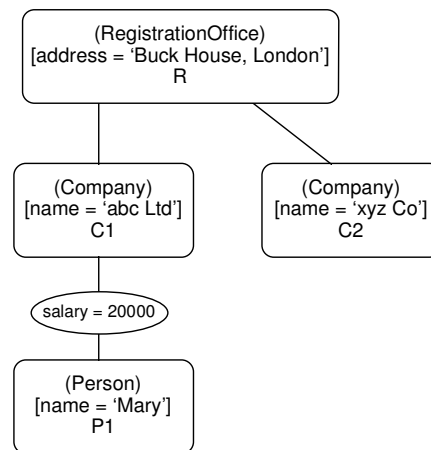 (RegistrationOffice)
[address = ‘Buck House, London’]
R
(Company)
[name = ‘abc Ltd’]
C1
(Company)
[name = ‘xyz Co’]
C2
salary = 20000
(Person)
[name = ‘Mary’]
P1